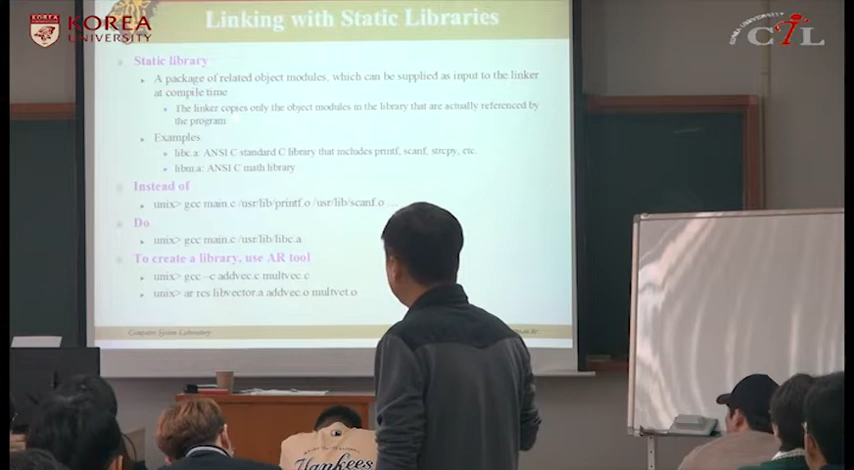 KOREA
UNIVERSITY
Linking with Static Libraries
KOREA UNIVERSITY
CTL
Static library
A package of related object modules, which can be supplied as input to the linker
at compile time
The linker copies only the object modules in the library that are actually referenced by
the program
Examples
libc.a: ANSI C standard C library that includes printf, scanf, strcpy, etc.
libm.a: ANSI C math library
Instead of
unix> gcc main.c /usr/lib/printf.o /usr/lib/scanf.o ...
Do
unix> gcc main.c /usr/lib/libc.a
To create a library, use AR tool
unix> gcc –c addvec.c multvec.c
unix> ar rcs libvector.a addvec.o multvet.o
Computer System Laboratory
Yankees